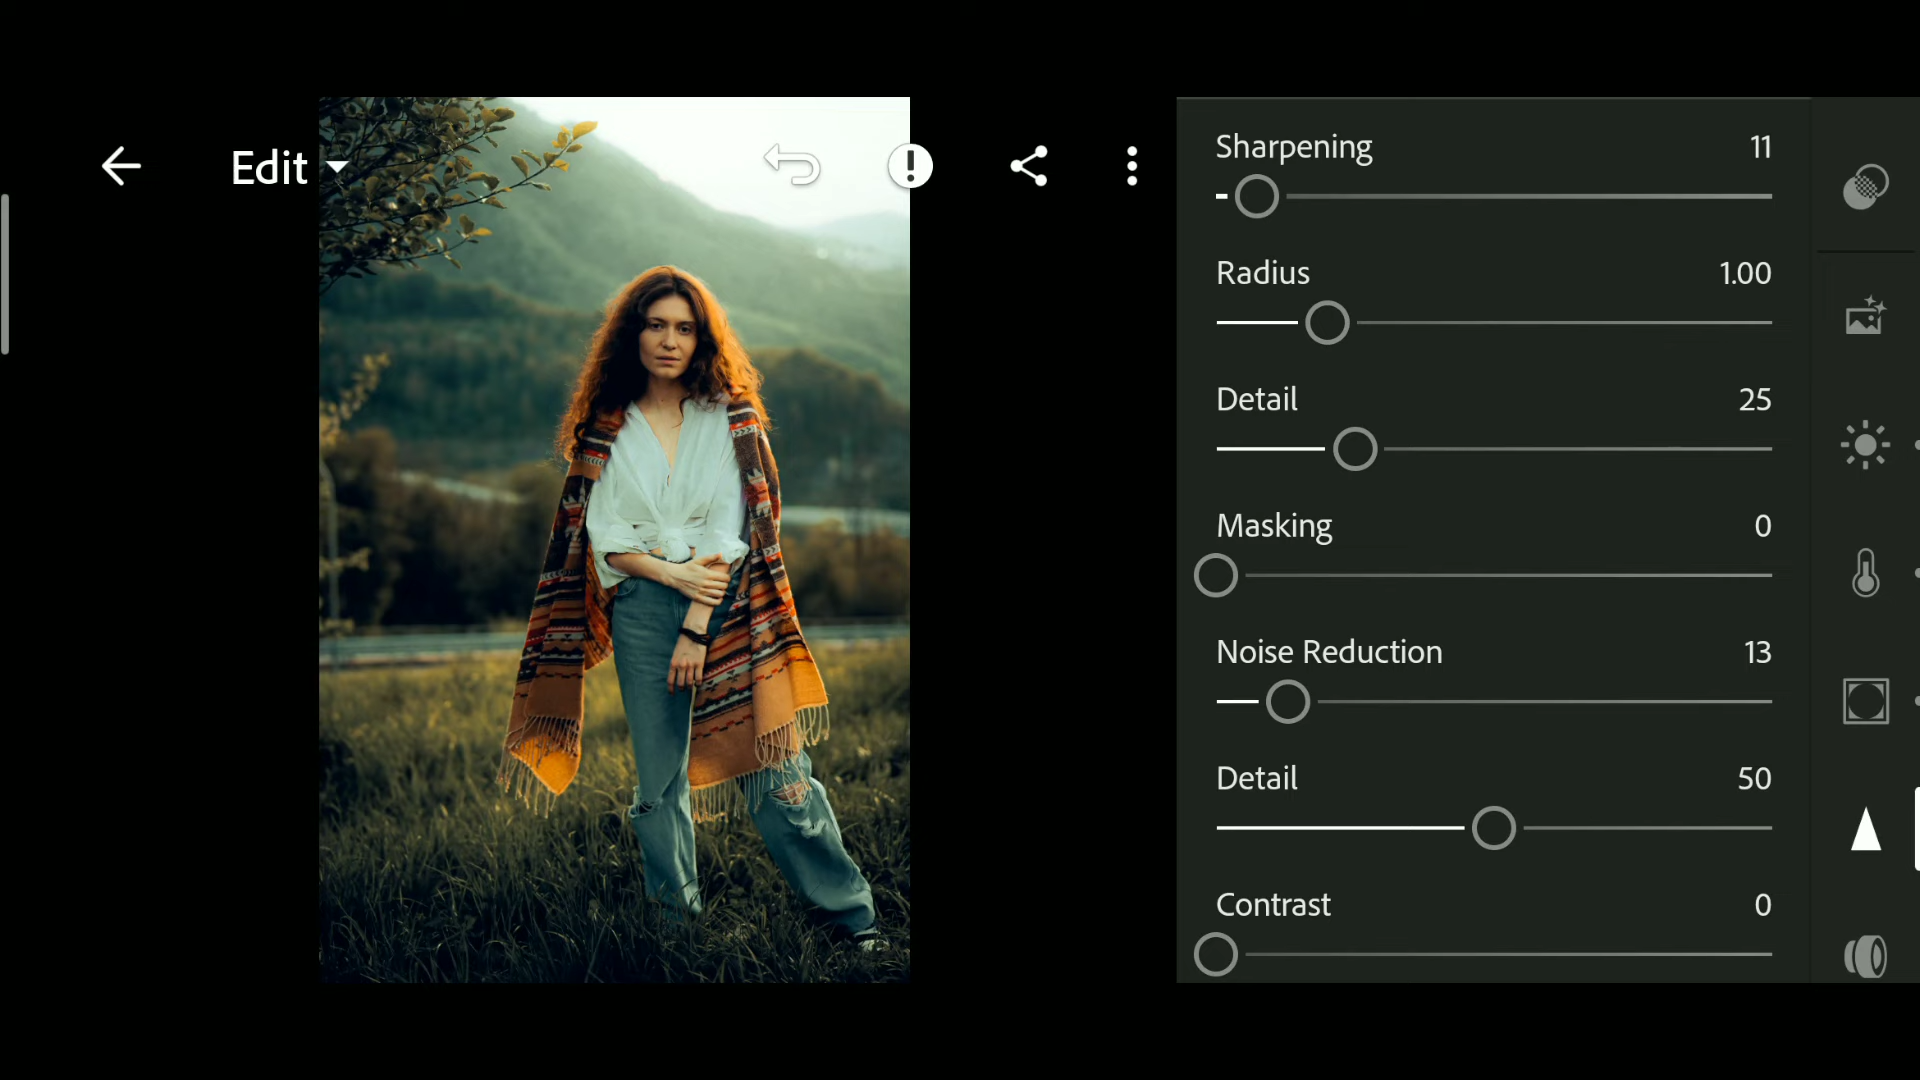 Edit
Sharpening 11
Radius 1.00
Detail 25
Masking 0
Noise Reduction 13
Detail 50
Contrast 0